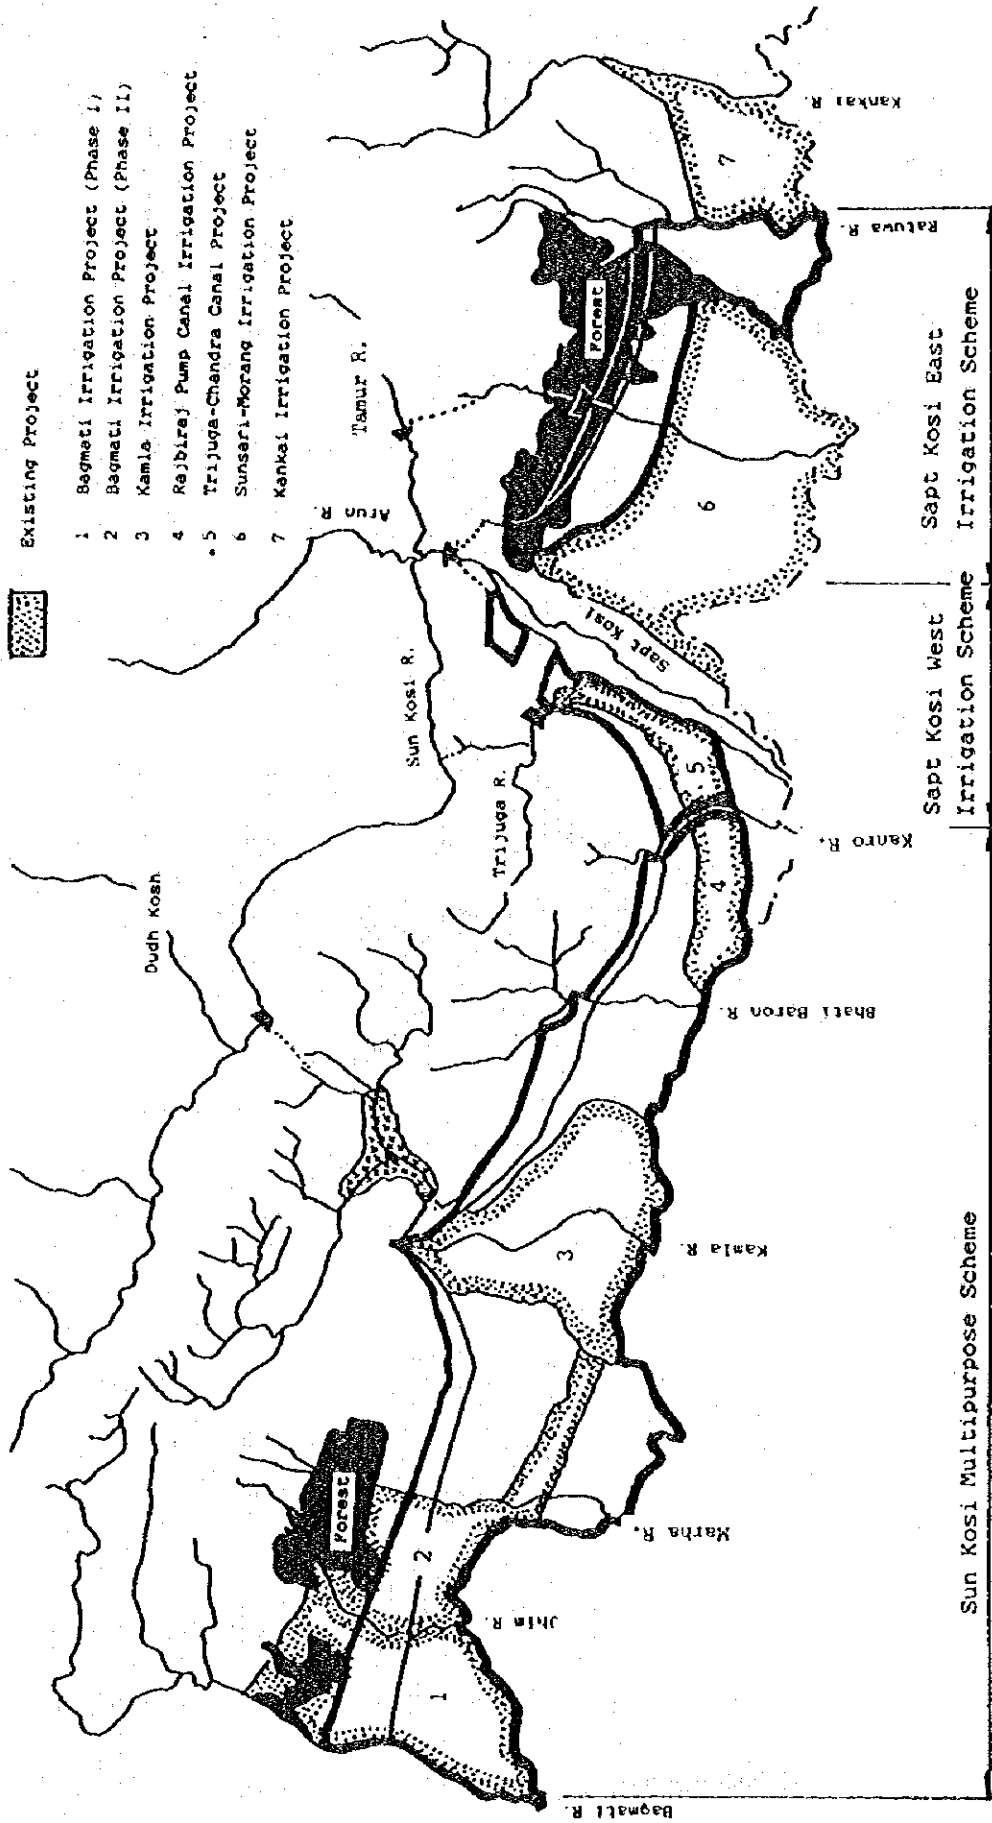 Existing Project
1 Bagmati Irrigation Project (Phase I)
2 Bagmati Irrigation Project (Phase II)
3 Kamla Irrigation Project
4 Rajbiraj Pump Canal Irrigation Project
5 Trijuga-Chandra Canal Project
6 Sunsari-Morang Irrigation Project
7 Kankai Irrigation Project
Dudh Kosh
Sun Kosi R.
Arun R.
Tamur R.
Trijuga R.
Sapt Kosi
Forest
Forest
1
2
3
4
5
6
7
Bagmati R.
Jhim R.
Marha R.
Kamla R.
Bhati Baron R.
Kanro R.
Ratuwa R.
Kankai R.
Sun Kosi Multipurpose Scheme
Sapt Kosi West
Irrigation Scheme
Sapt Kosi East
Irrigation Scheme